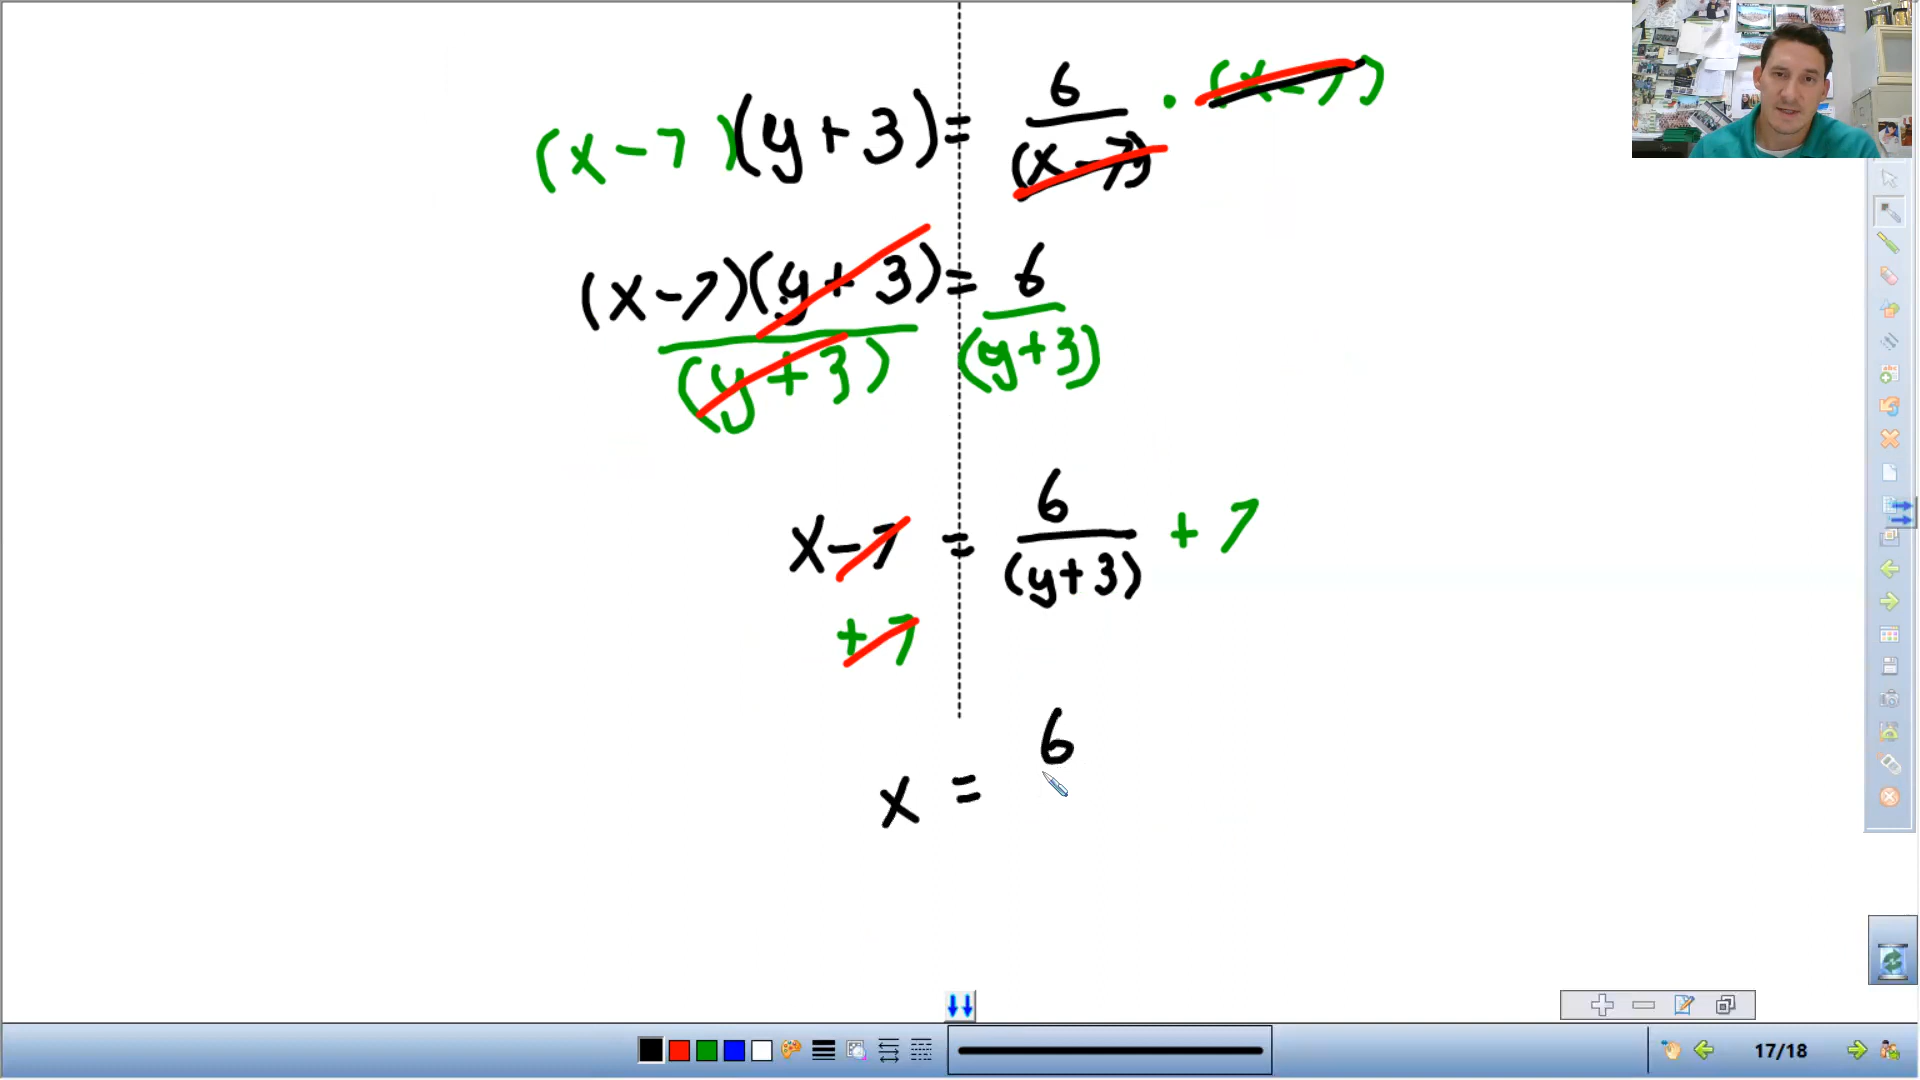 (x-7)(y+3) = 6/(x-7) · (x-7)
(x-7)(y+3) = 6
(y+3) (y+3)
x-7 = 6/(y+3) + 7
+7
x = 6
17/18